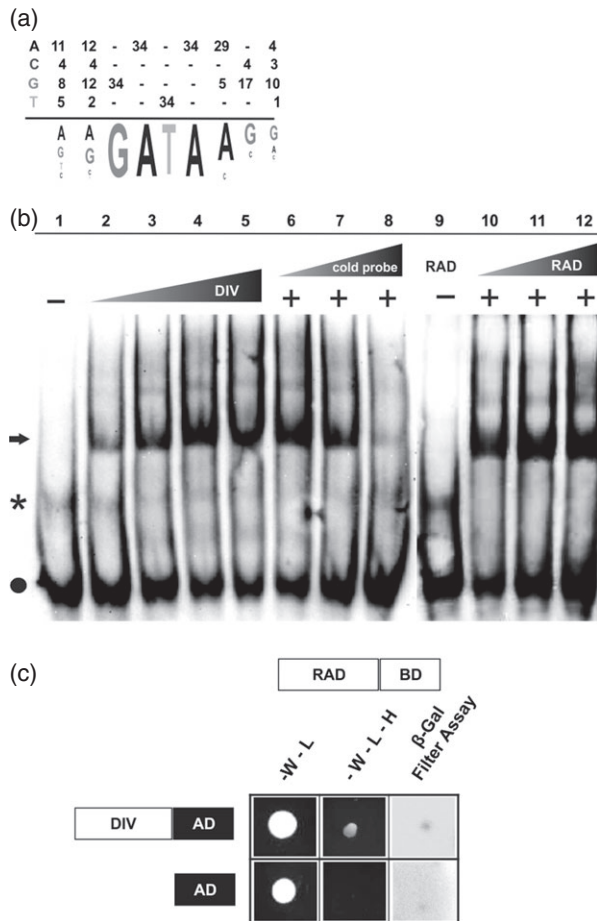 (a)
A 11 12 - 34 - 34 29 - 4
C 4 4 - - - - - 4 3
G 8 12 34 - - - 5 17 10
T 5 2 - - 34 - - - 1
A A G A T A A G G
G G C C A
T C T C
C
(b)
1 2 3 4 5 6 7 8 9 10 11 12
DIV cold probe RAD RAD
− + + + − + + +
*
(c)
RAD BD
-W - L - W - L - H β-Gal Filter Assay
DIV AD
AD